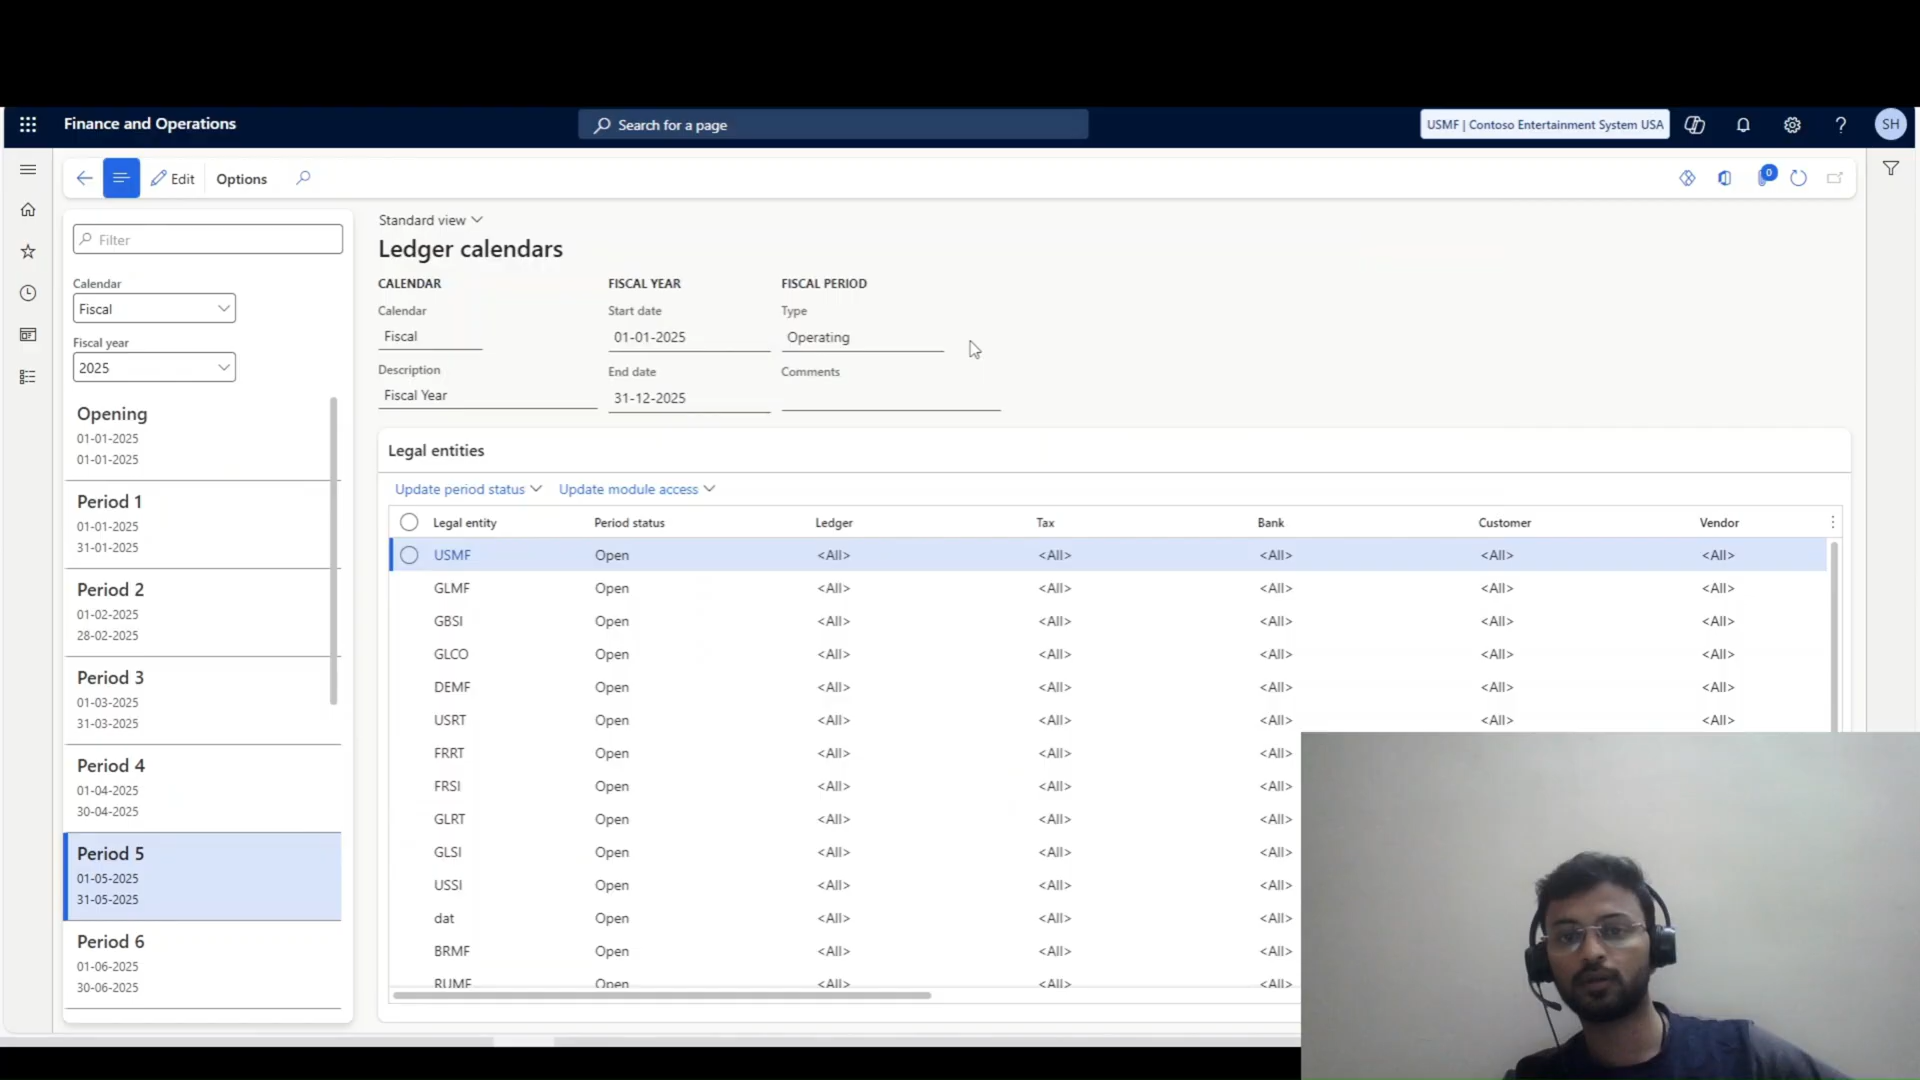 Finance and Operations
Search for a page
USMF | Contoso Entertainment System USA
?
SH
Edit
Options
0
Filter
Calendar
Fiscal
Fiscal year
2025
Opening
01-01-2025
01-01-2025
Period 1
01-01-2025
31-01-2025
Period 2
01-02-2025
28-02-2025
Period 3
01-03-2025
31-03-2025
Period 4
01-04-2025
30-04-2025
Period 5
01-05-2025
31-05-2025
Period 6
01-06-2025
30-06-2025
Standard view
Ledger calendars
CALENDAR FISCAL YEAR FISCAL PERIOD
Calendar Start date Type
Fiscal 01-01-2025 Operating
Description End date Comments
Fiscal Year 31-12-2025
Legal entities
Update period status Update module access
Legal entity Period status Ledger Tax Bank Customer Vendor
USMF Open <All> <All> <All> <All> <All>
GLMF Open <All> <All> <All> <All> <All>
GBSI Open <All> <All> <All> <All> <All>
GLCO Open <All> <All> <All> <All> <All>
DEMF Open <All> <All> <All> <All> <All>
USRT Open <All> <All> <All> <All> <All>
FRRT Open <All> <All> <All>
FRSI Open <All> <All> <All>
GLRT Open <All> <All> <All>
GLSI Open <All> <All> <All>
USSI Open <All> <All> <All>
dat Open <All> <All> <All>
BRMF Open <All> <All> <All>
RUMF Open <All> <All> <All>